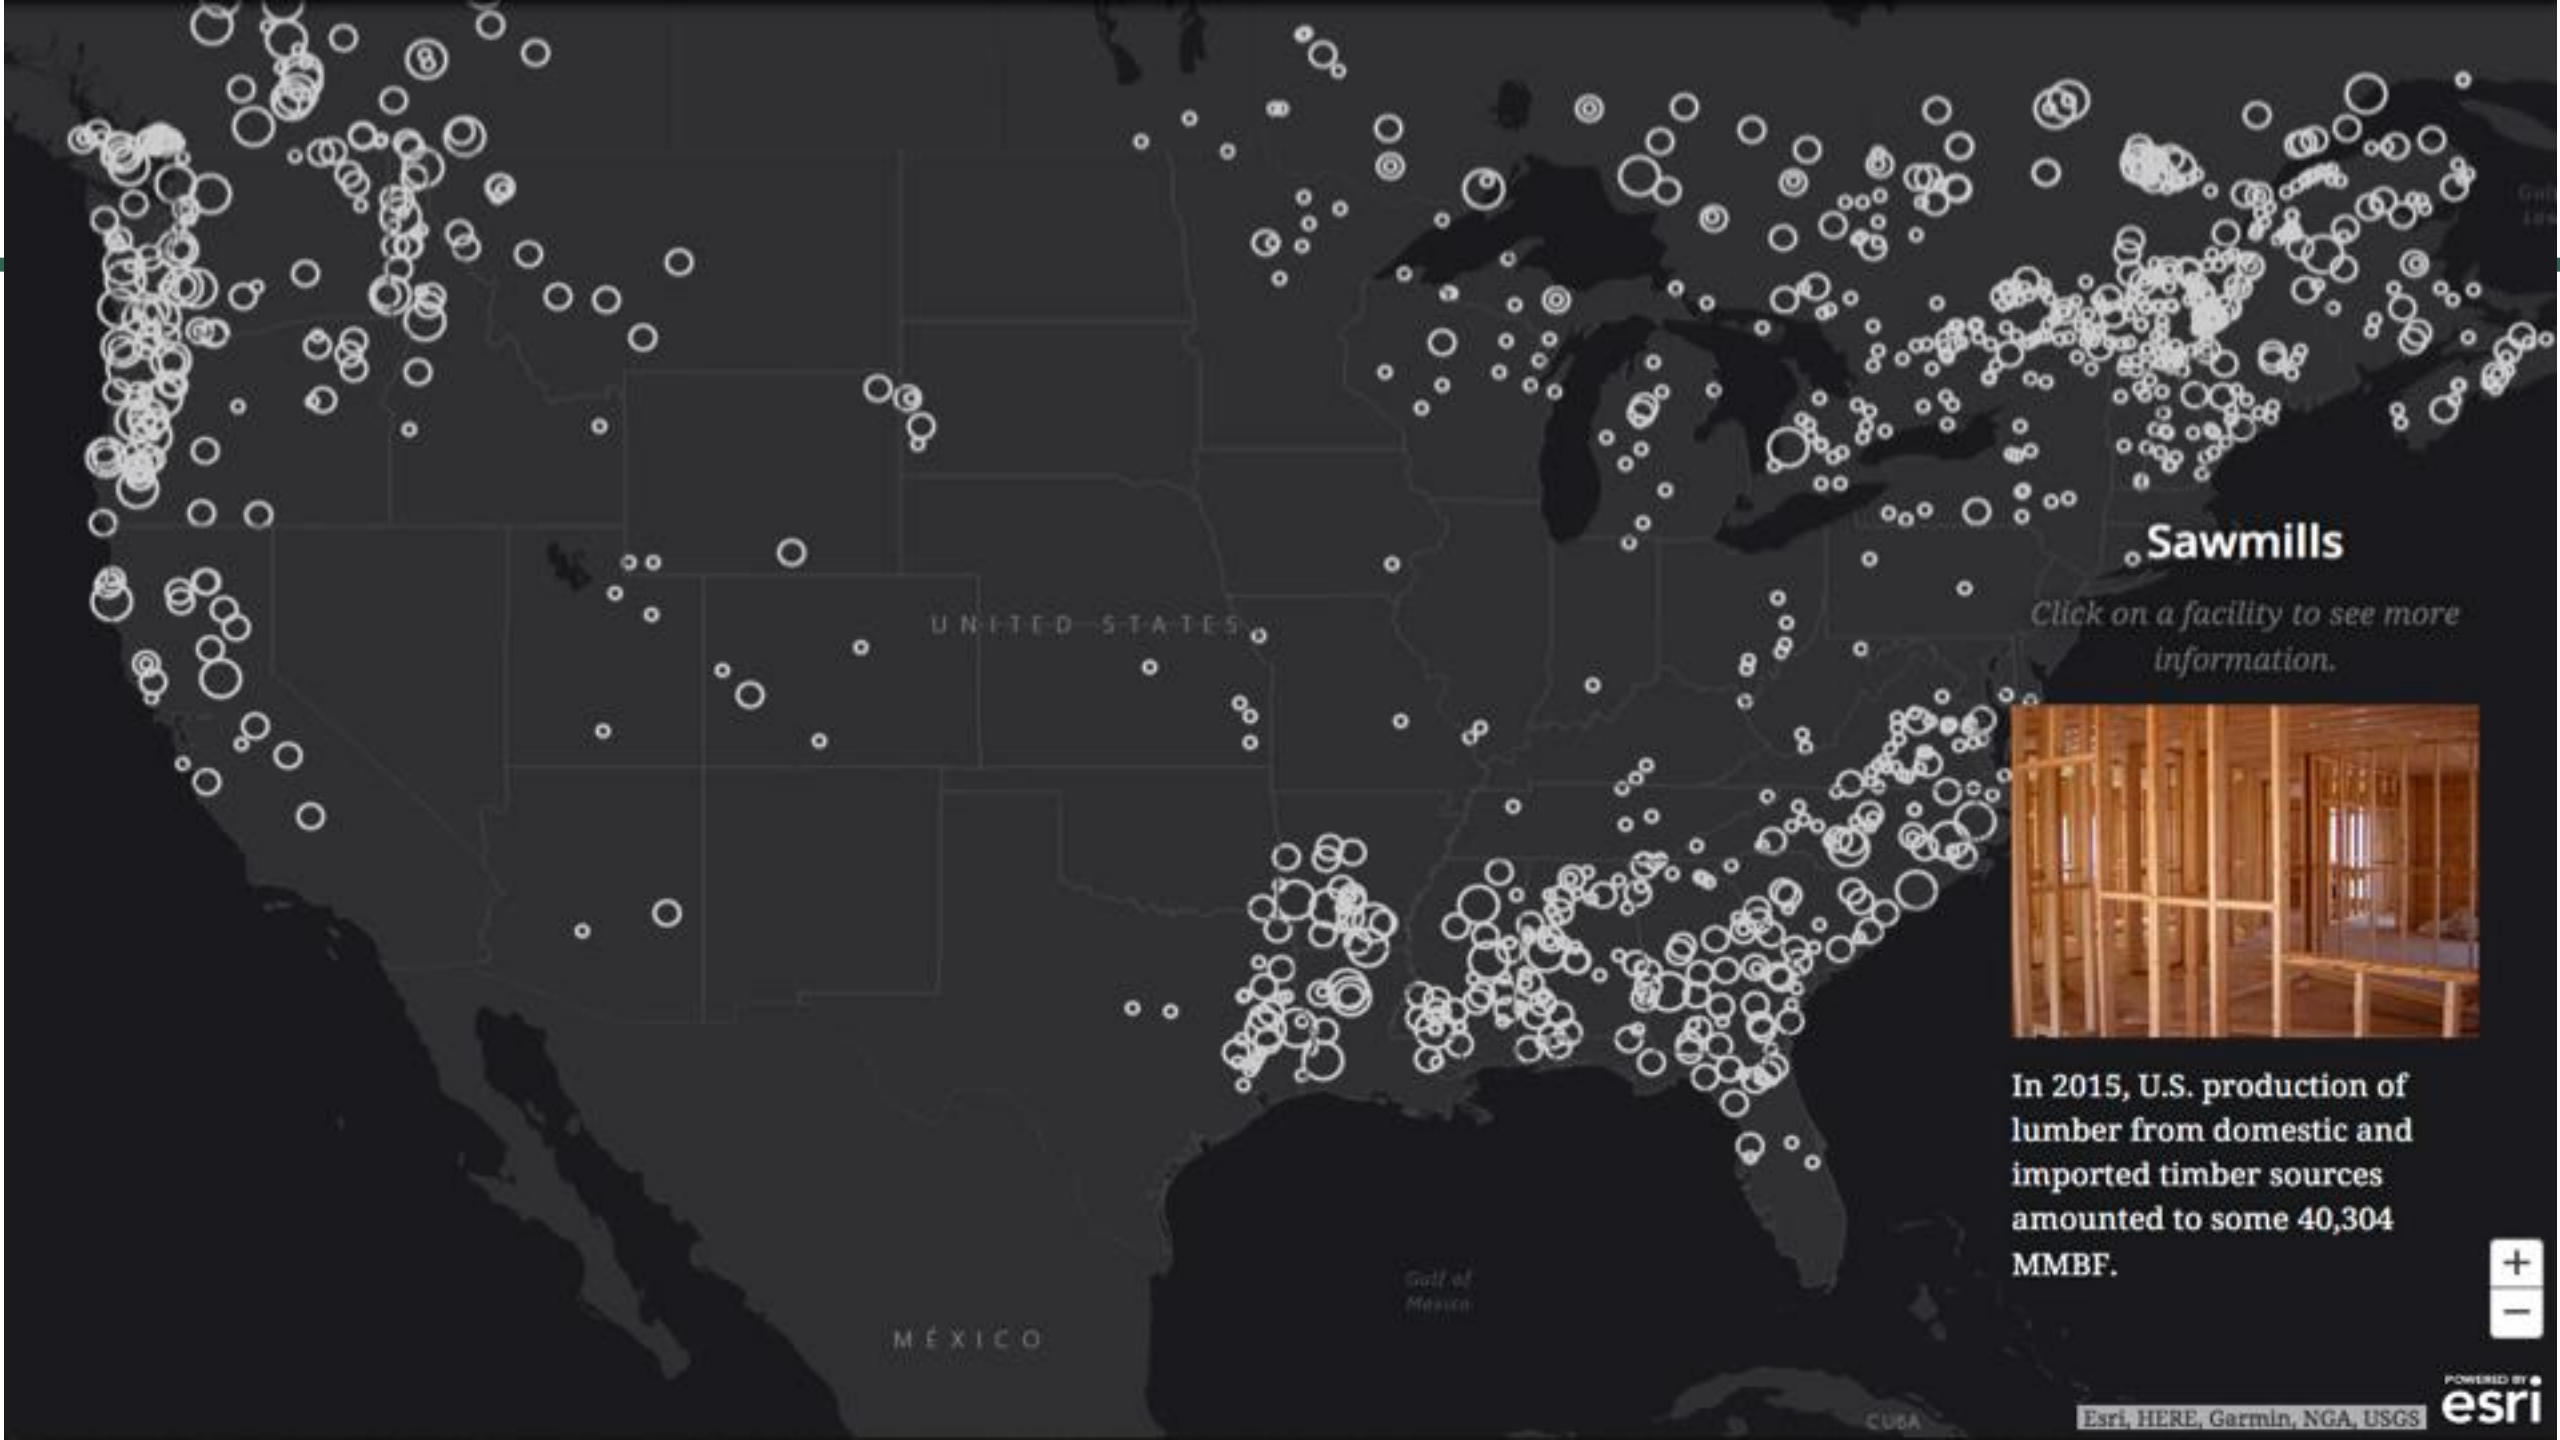 UNITED STATES
MÉXICO
Gulf of
Mexico
CUBA
Sawmills
Click on a facility to see more
information.
In 2015, U.S. production of
lumber from domestic and
imported timber sources
amounted to some 40,304
MMBF.
+
−
POWERED BY
esri
Esri, HERE, Garmin, NGA, USGS